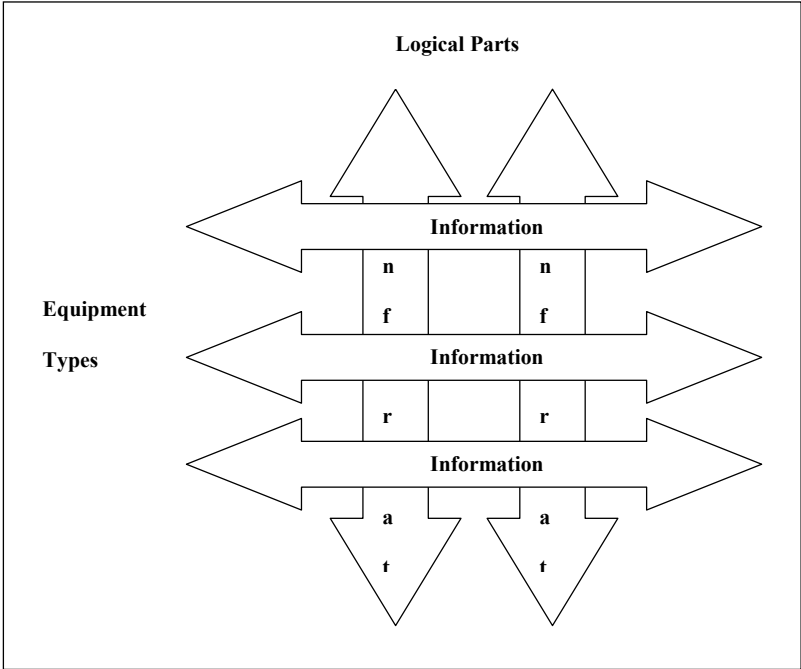 Logical Parts
Information
n n
f f
Equipment
Types
Information
r r
Information
a a
t t